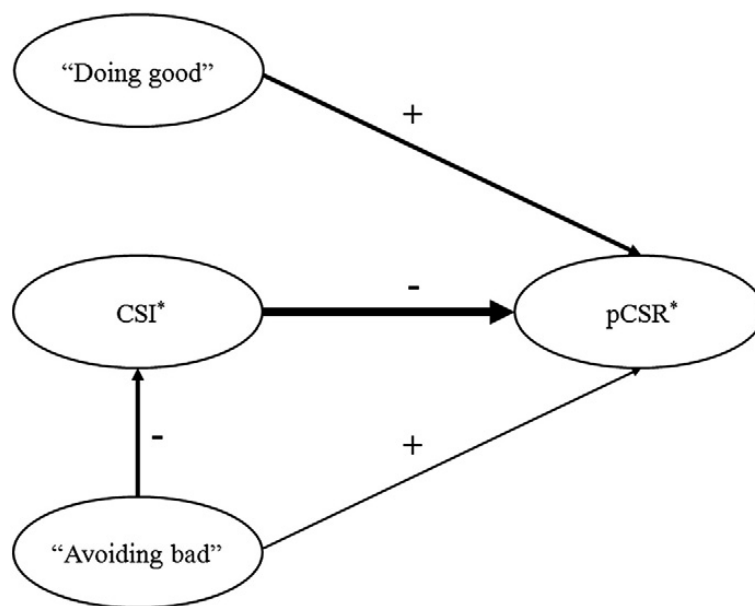 “Doing good”
+
CSI*
-
pCSR*
-
+
“Avoiding bad”